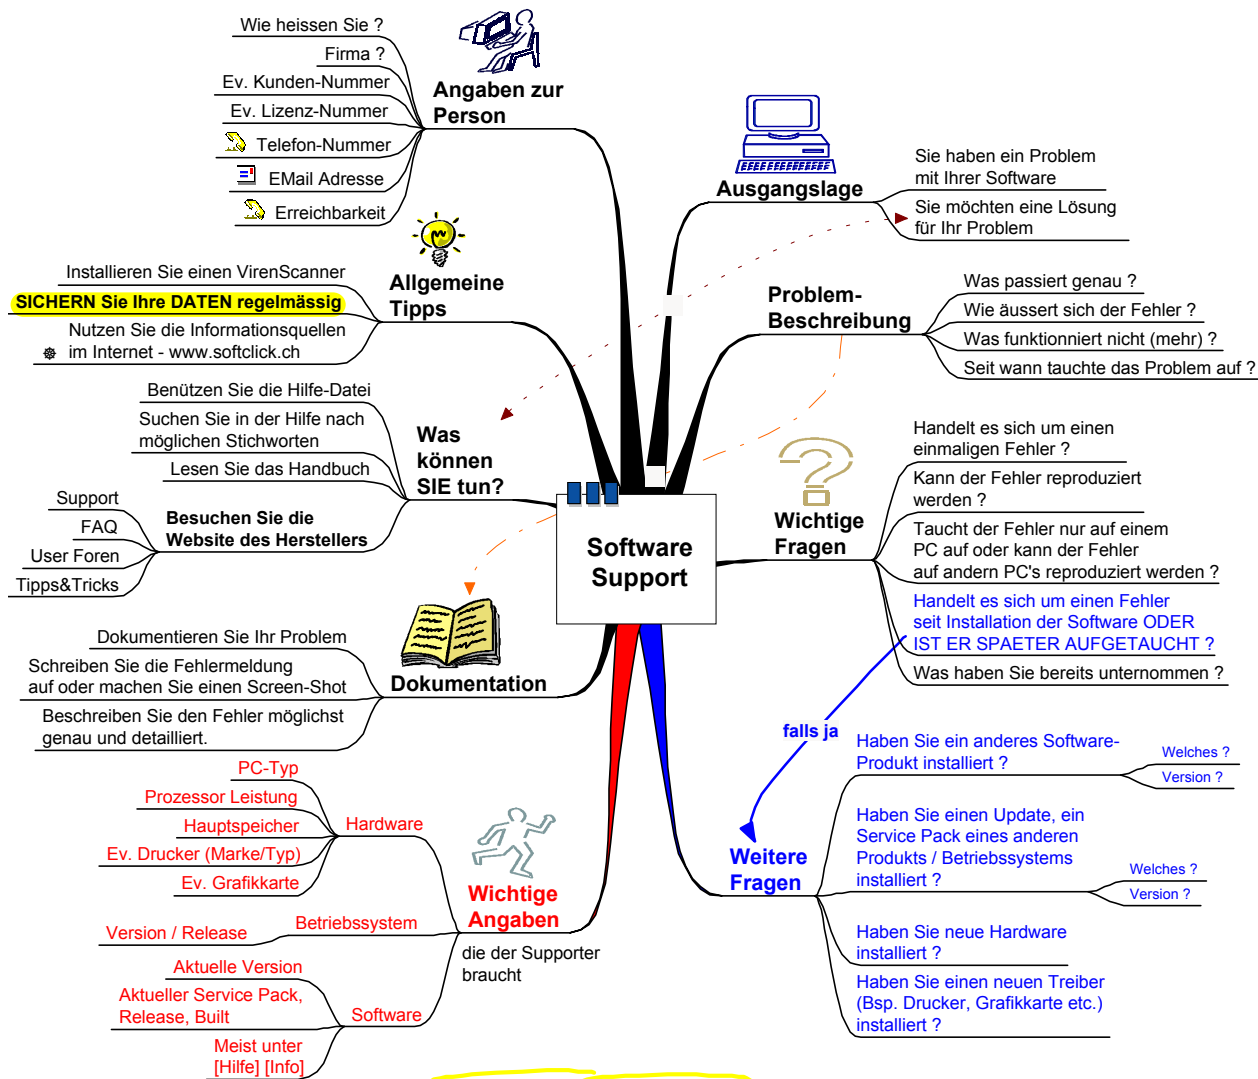 Software
Support
Ausgangslage
Sie haben ein Problem
mit Ihrer Software
Sie möchten eine Lösung
für Ihr Problem
Problem-
Beschreibung
Was passiert genau ?
Wie äussert sich der Fehler ?
Was funktionniert nicht (mehr) ?
Seit wann tauchte das Problem auf ?
Wichtige
Fragen
Handelt es sich um einen
einmaligen Fehler ?
Kann der Fehler reproduziert
werden ?
Taucht der Fehler nur auf einem
PC auf oder kann der Fehler
auf andern PC's reproduziert werden ?
Handelt es sich um einen Fehler
seit Installation der Software ODER
IST ER SPAETER AUFGETAUCHT ?
Was haben Sie bereits unternommen ?
falls ja
Weitere
Fragen
Haben Sie ein anderes Software-
Produkt installiert ?
Welches ?
Version ?
Haben Sie einen Update, ein
Service Pack eines anderen
Produkts / Betriebssystems
installiert ?
Welches ?
Version ?
Haben Sie neue Hardware
installiert ?
Haben Sie einen neuen Treiber
(Bsp. Drucker, Grafikkarte etc.)
installiert ?
Angaben zur
Person
Wie heissen Sie ?
Firma ?
Ev. Kunden-Nummer
Ev. Lizenz-Nummer
Telefon-Nummer
EMail Adresse
Erreichbarkeit
Allgemeine
Tipps
Installieren Sie einen VirenScanner
SICHERN Sie Ihre DATEN regelmässig
Nutzen Sie die Informationsquellen
im Internet - www.softclick.ch
Was
können
SIE tun?
Benützen Sie die Hilfe-Datei
Suchen Sie in der Hilfe nach
möglichen Stichworten
Lesen Sie das Handbuch
Besuchen Sie die
Website des Herstellers
Support
FAQ
User Foren
Tipps&Tricks
Dokumentation
Dokumentieren Sie Ihr Problem
Schreiben Sie die Fehlermeldung
auf oder machen Sie einen Screen-Shot
Beschreiben Sie den Fehler möglichst
genau und detailliert.
Wichtige
Angaben
die der Supporter
braucht
Hardware
PC-Typ
Prozessor Leistung
Hauptspeicher
Ev. Drucker (Marke/Typ)
Ev. Grafikkarte
Betriebssystem
Version / Release
Software
Aktuelle Version
Aktueller Service Pack,
Release, Built
Meist unter
[Hilfe] [Info]